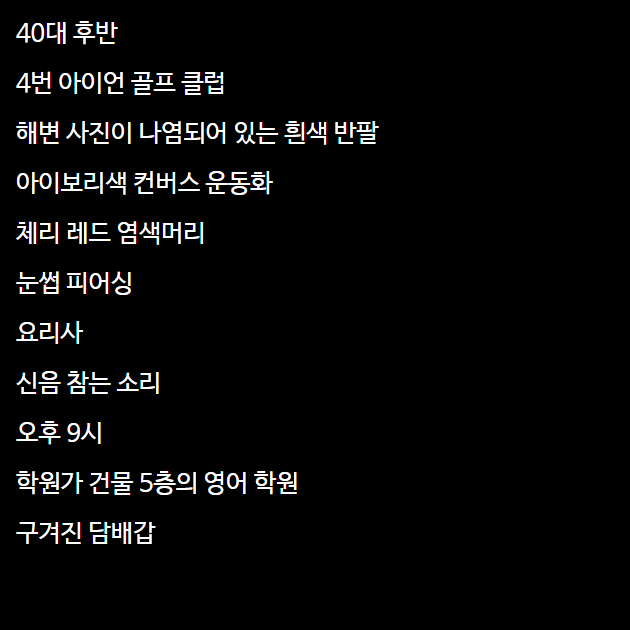 40대 후반
4번 아이언 골프 클럽
해변 사진이 나염되어 있는 흰색 반팔
아이보리색 컨버스 운동화
체리 레드 염색머리
눈썹 피어싱
요리사
신음 참는 소리
오후 9시
학원가 건물 5층의 영어 학원
구겨진 담배갑